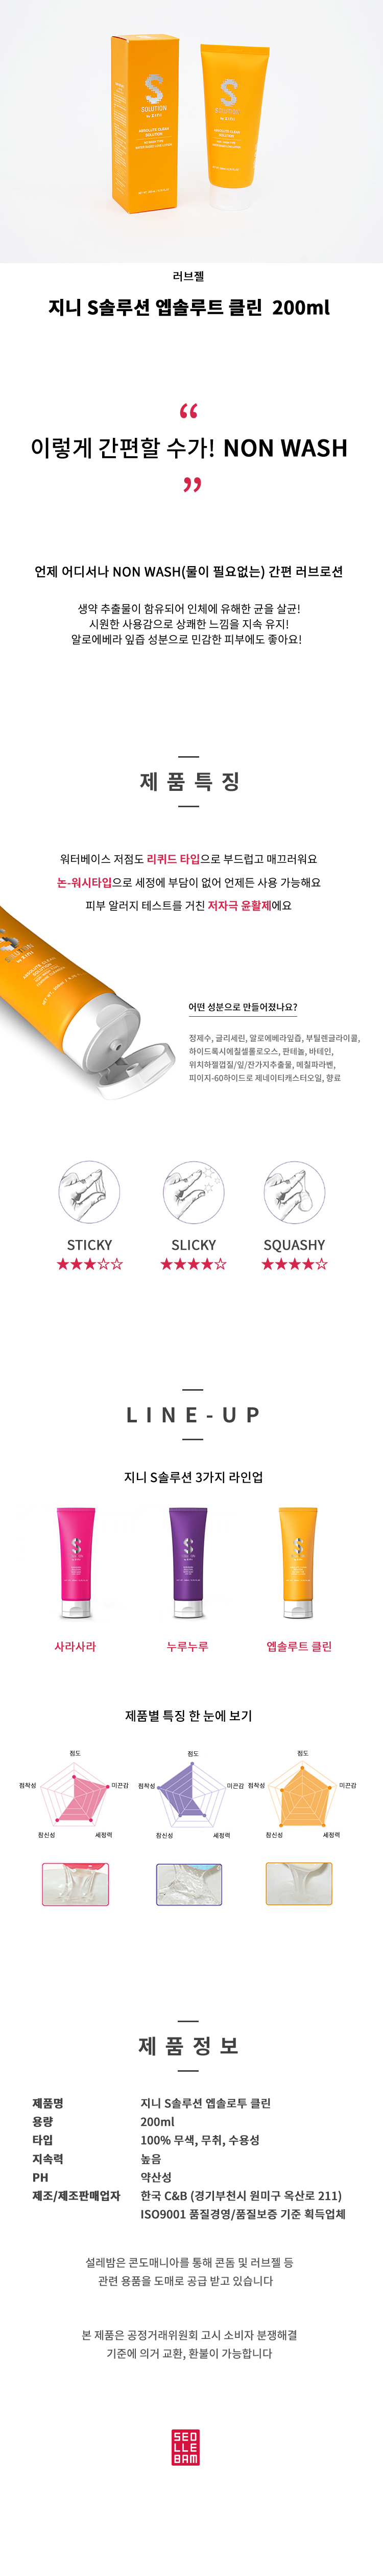 S
SOLUTION
by ZINI
ABSOLUTE CLEAN
SOLUTION
S
SOLUTION
by ZINI
ABSOLUTE CLEAN
SOLUTION
러브젤
지니 S솔루션 엡솔루트 클린 200ml
“
이렇게 간편할 수가! NON WASH
”
언제 어디서나 NON WASH(물이 필요없는) 간편 러브로션
생약 추출물이 함유되어 인체에 유해한 균을 살균!
시원한 사용감으로 상쾌한 느낌을 지속 유지!
알로에베라 잎즙 성분으로 민감한 피부에도 좋아요!
제품특징
워터베이스 저점도 리퀴드 타입으로 부드럽고 매끄러워요
논-워시타입으로 세정에 부담이 없어 언제든 사용 가능해요
피부 알러지 테스트를 거친 저자극 윤활제에요
어떤 성분으로 만들어졌나요?
정제수, 글리세린, 알로에베라잎즙, 부틸렌글라이콜,
하이드록시에칠셀룰로오스, 판테놀, 바테인,
위치하젤껍질/잎/잔가지추출물, 메칠파라벤,
피이지-60하이드로 제네이티캐스터오일, 향료
STICKY
★★★☆☆
SLICKY
★★★★☆
SQUASHY
★★★★☆
LINE-UP
지니 S솔루션 3가지 라인업
사라사라
누루누루
엡솔루트 클린
제품별 특징 한 눈에 보기
점도
점착성
미끈감
참신성
세정력
점도
점착성
미끈감
참신성
세정력
점도
점착성
미끈감
참신성
세정력
제품정보
제품명 지니 S솔루션 엡솔로투 클린
용량 200ml
타입 100% 무색, 무취, 수용성
지속력 높음
PH 약산성
제조/제조판매업자 한국 C&B (경기부천시 원미구 옥산로 211)
ISO9001 품질경영/품질보증 기준 획득업체
설레밤은 콘도매니아를 통해 콘돔 및 러브젤 등
관련 용품을 도매로 공급 받고 있습니다
본 제품은 공정거래위원회 고시 소비자 분쟁해결
기준에 의거 교환, 환불이 가능합니다
SEO
LLE
BAM